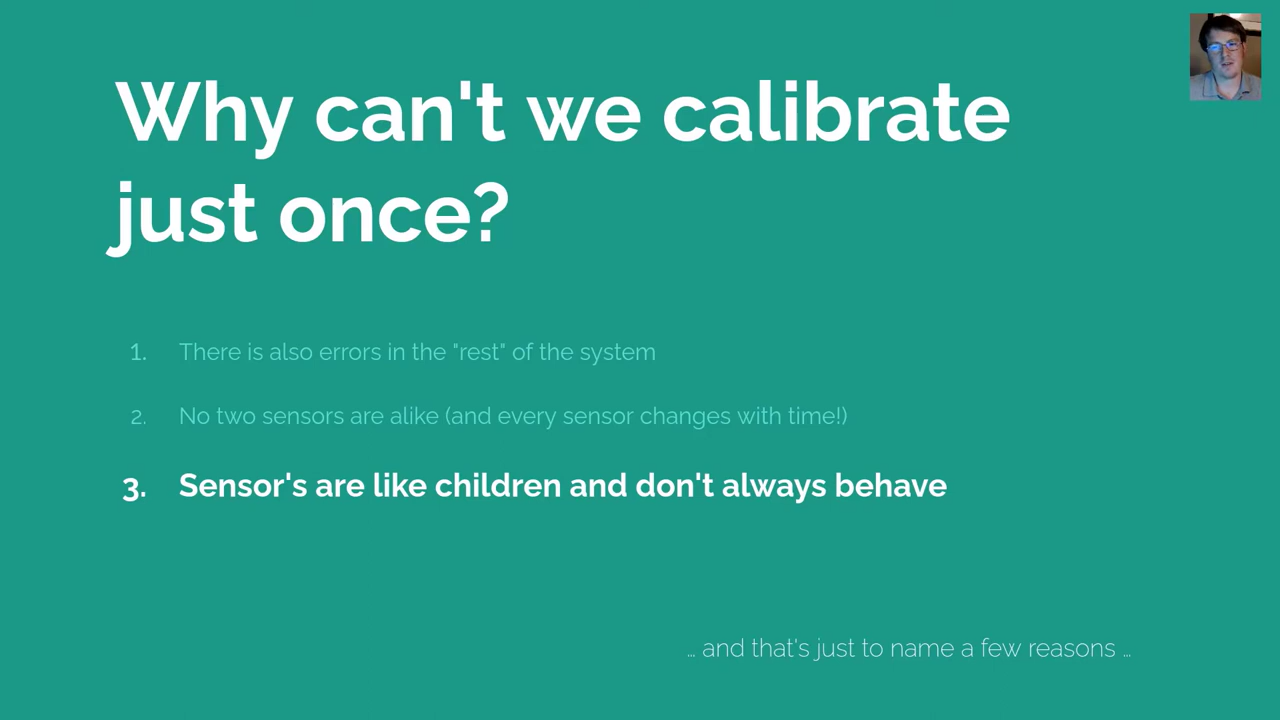 Why can't we calibrate
just once?
1. There is also errors in the "rest" of the system
2. No two sensors are alike (and every sensor changes with time!)
3. Sensor's are like children and don't always behave
… and that's just to name a few reasons …